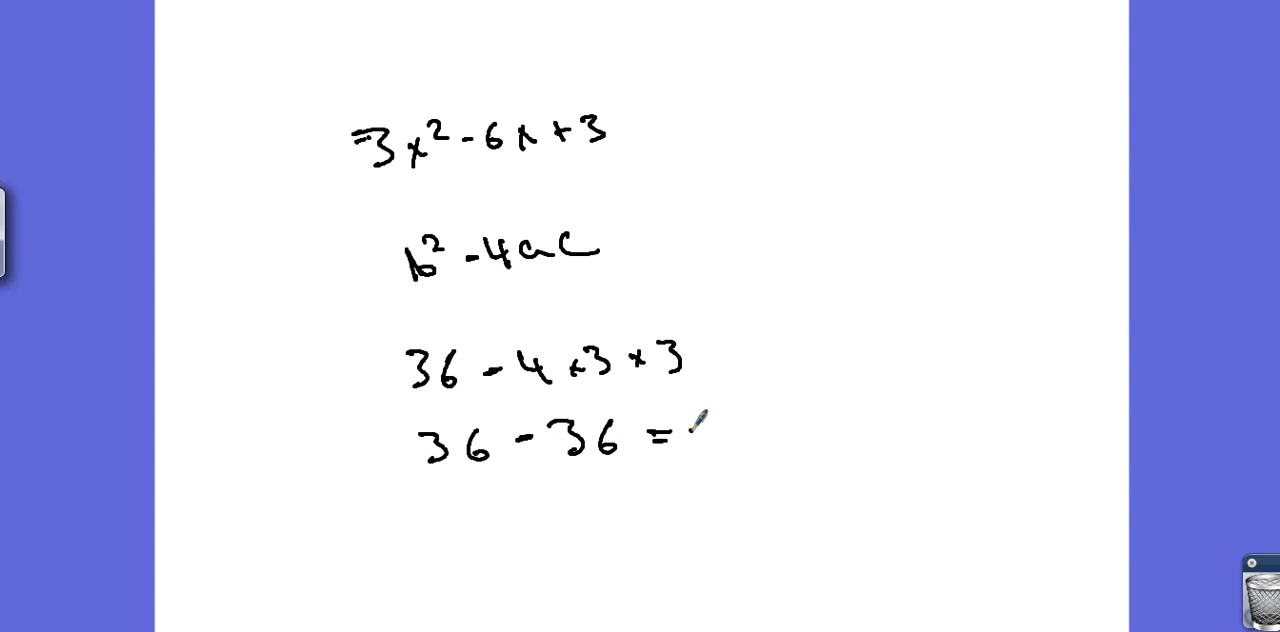 =3x² - 6x + 3
b² - 4ac
36 - 4 × 3 × 3
36 - 36 =